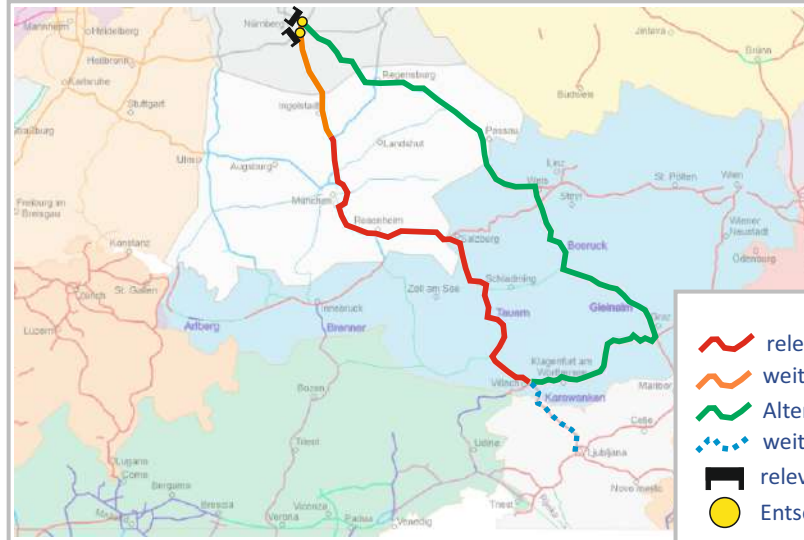 Mannheim
Heidelberg
Nürnberg
Jihlava
Brünn
Heilbronn
Karlsruhe
Regensburg
Budweis
Stuttgart
Ingolstadt
Straßburg
Landshut
Passau
Ulm
Augsburg
Linz
Wels
St. Pölten
Wien
Steyr
Freiburg im
Breisgau
München
Rosenheim
Wiener
Neustadt
Konstanz
Salzburg
Bosruck
Ödenburg
Zürich
St. Gallen
Zell am See
Schladming
Innsbruck
Gleinalm
Luzern
Arlberg
Brenner
Tauern
Graz
Klagenfurt am
Wörthersee
Villach
Maribor
Bozen
Karawanken
Celje
Trient
Udine
Ljubljana
Lugano
Como
Novo mesto
Bergamo
Brescia
Vicenza
Triest
Verona
Padua
Venedig
rele
weit
Alter
weit
relev
Entsc